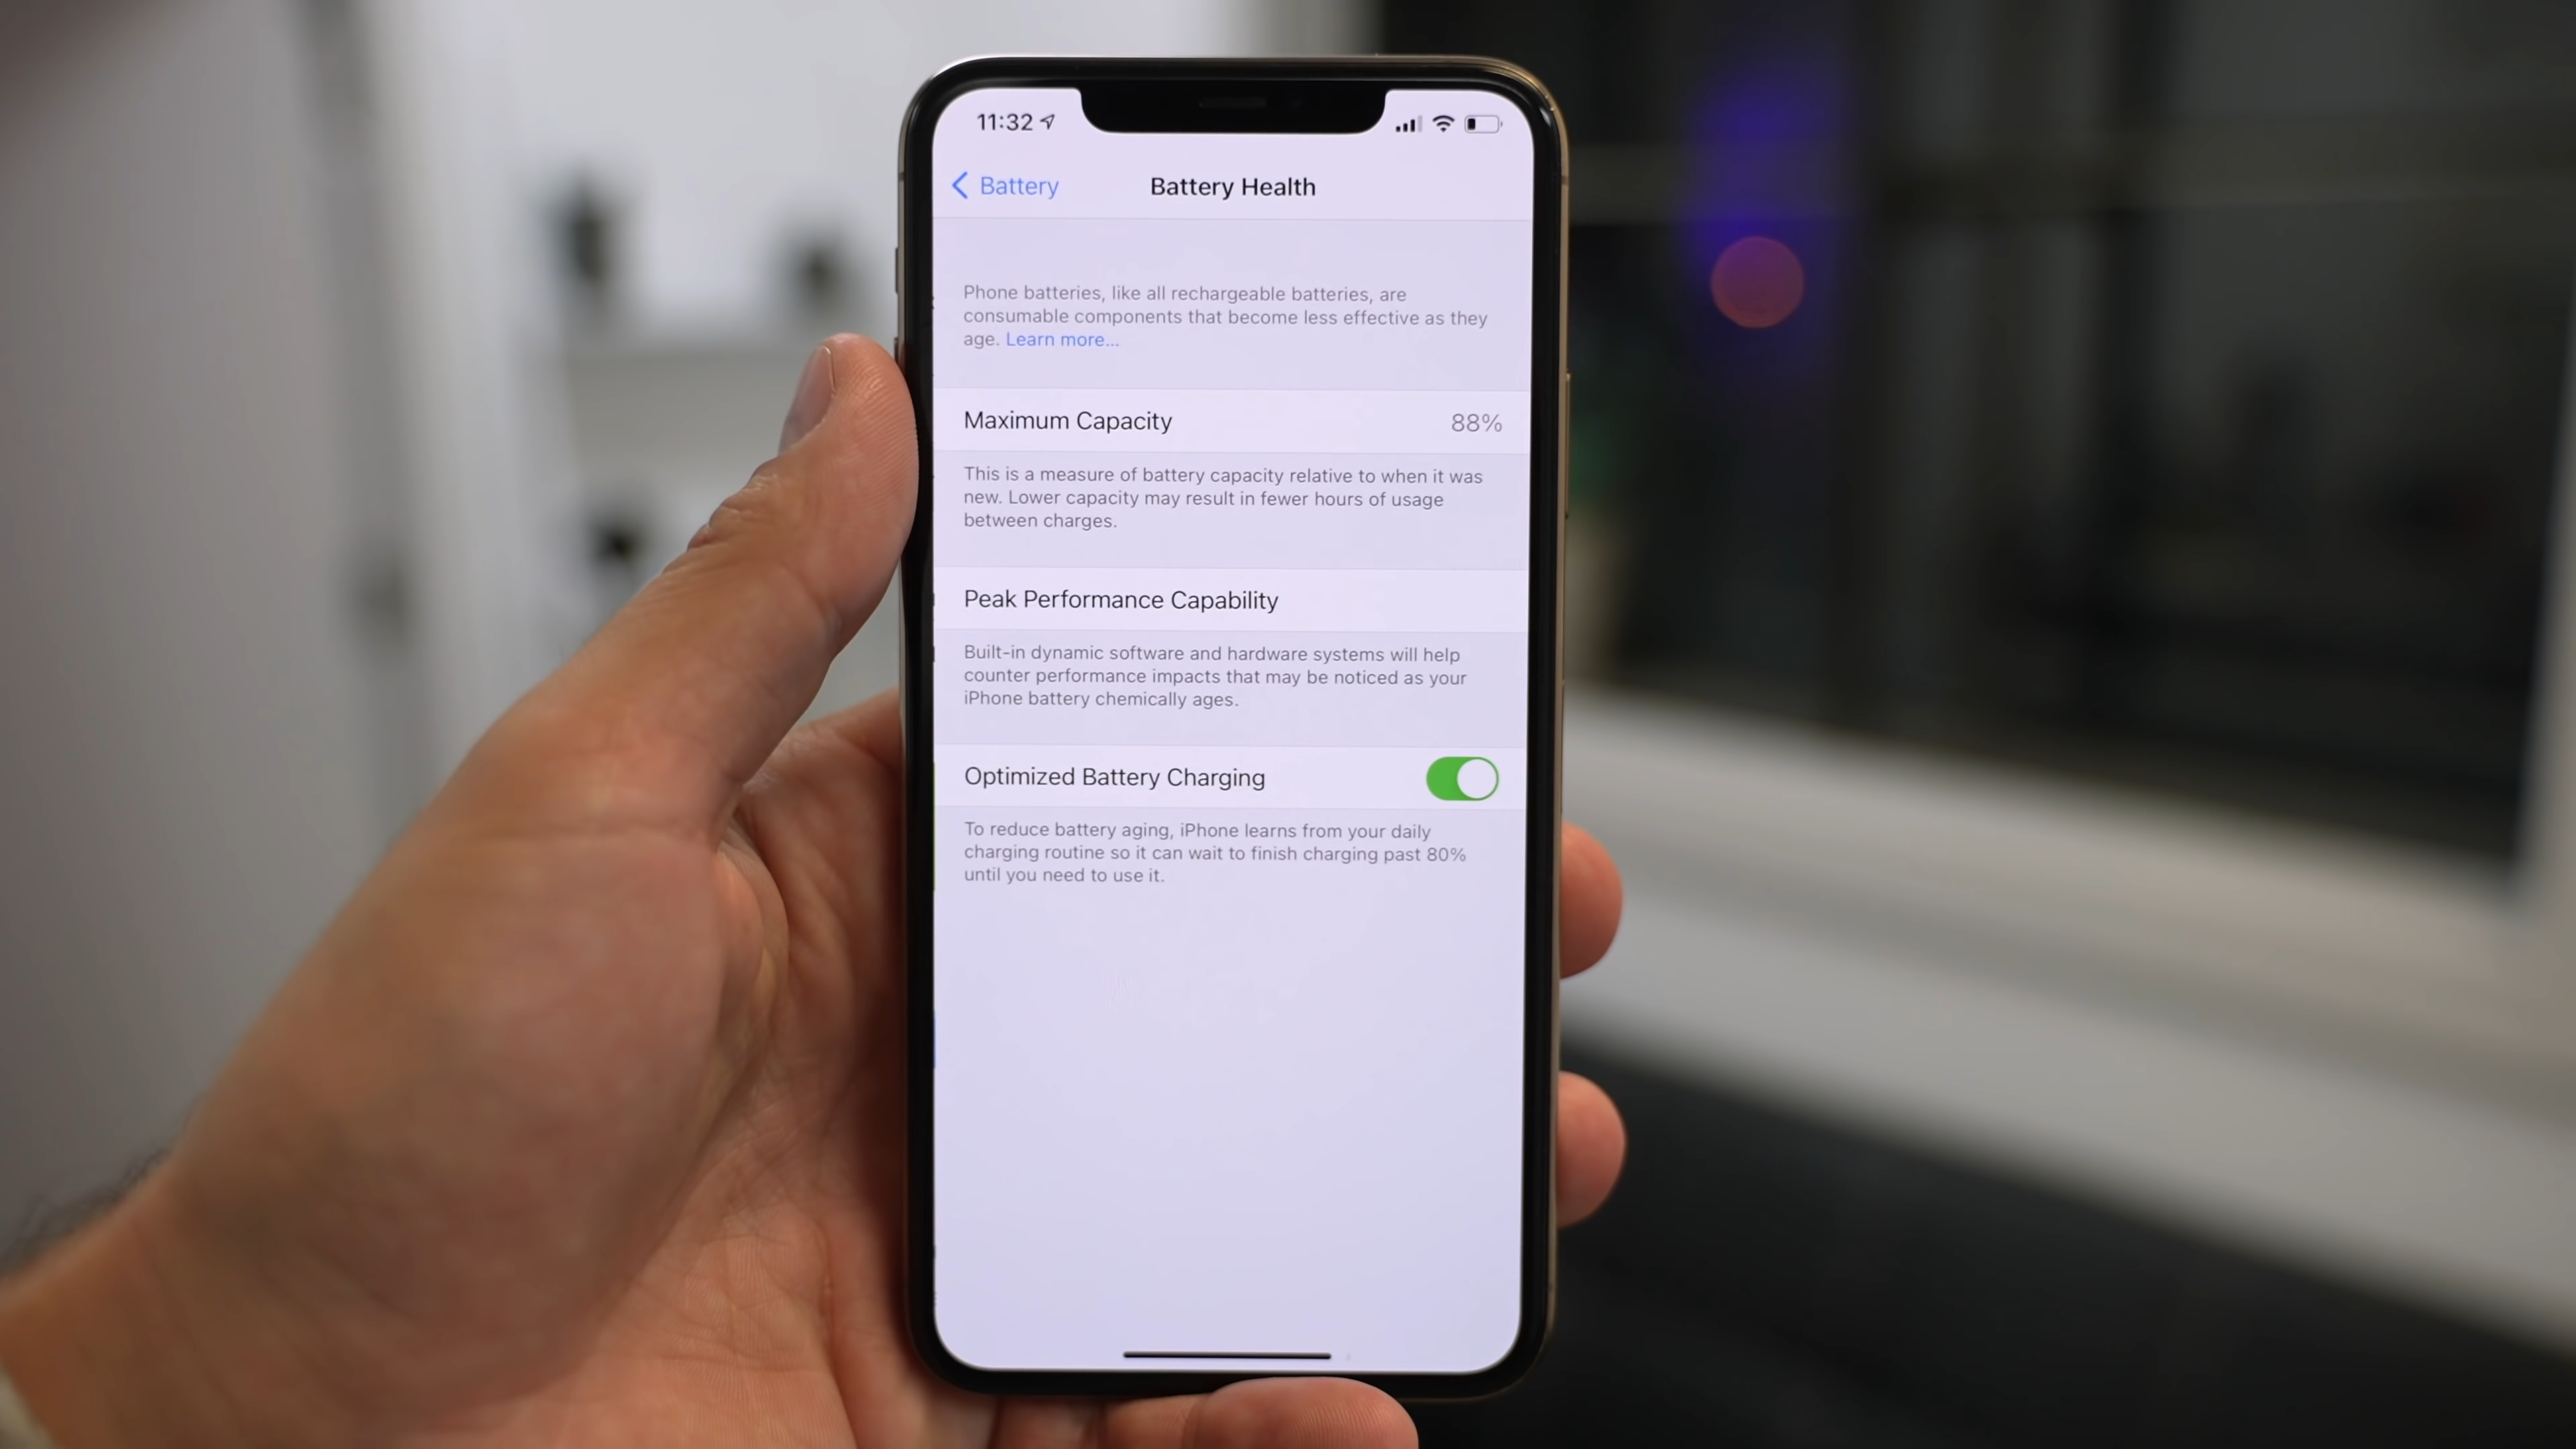 11:32
Battery
Battery Health
Phone batteries, like all rechargeable batteries, are
consumable components that become less effective as they
age. Learn more...
Maximum Capacity 88%
This is a measure of battery capacity relative to when it was
new. Lower capacity may result in fewer hours of usage
between charges.
Peak Performance Capability
Built-in dynamic software and hardware systems will help
counter performance impacts that may be noticed as your
iPhone battery chemically ages.
Optimized Battery Charging
To reduce battery aging, iPhone learns from your daily
charging routine so it can wait to finish charging past 80%
until you need to use it.